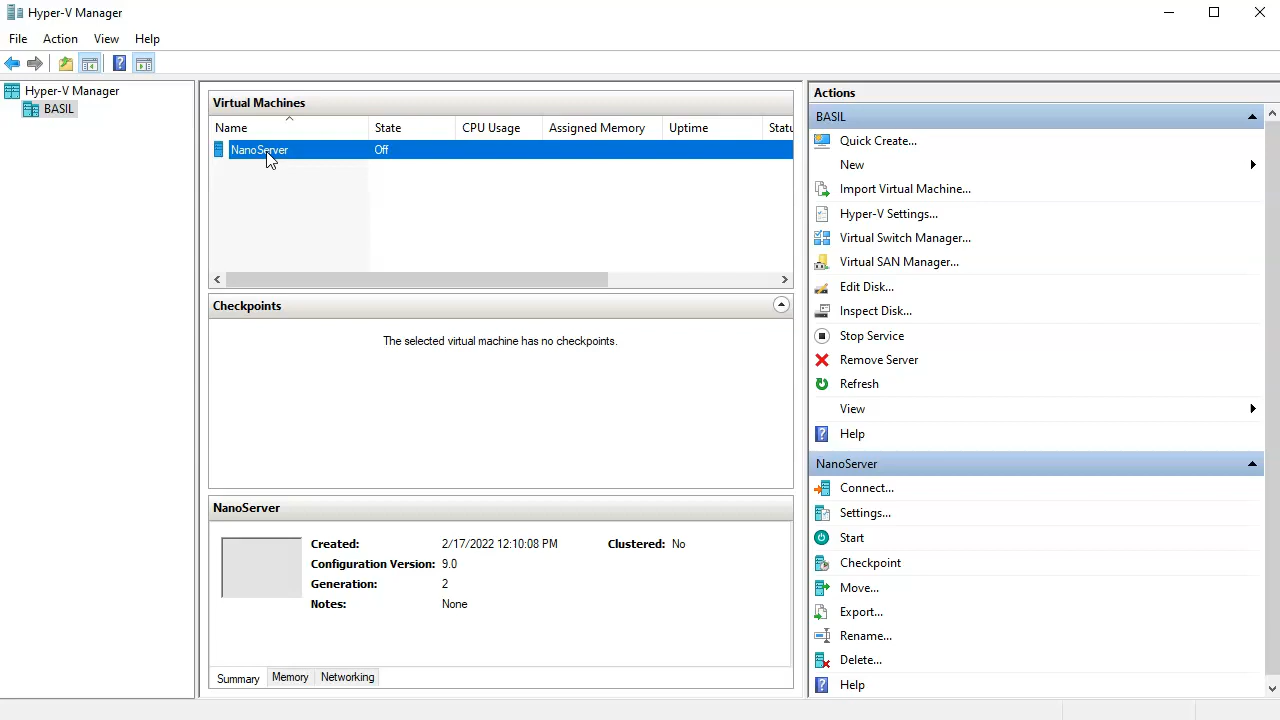 Hyper-V Manager
File Action View Help
Hyper-V Manager
BASIL
Virtual Machines
Name State CPU Usage Assigned Memory Uptime Statu
NanoServer Off
Checkpoints
The selected virtual machine has no checkpoints.
NanoServer
Created: 2/17/2022 12:10:08 PM Clustered: No
Configuration Version: 9.0
Generation: 2
Notes: None
Summary Memory Networking
Actions
BASIL
Quick Create...
New
Import Virtual Machine...
Hyper-V Settings...
Virtual Switch Manager...
Virtual SAN Manager...
Edit Disk...
Inspect Disk...
Stop Service
Remove Server
Refresh
View
Help
NanoServer
Connect...
Settings...
Start
Checkpoint
Move...
Export...
Rename...
Delete...
Help